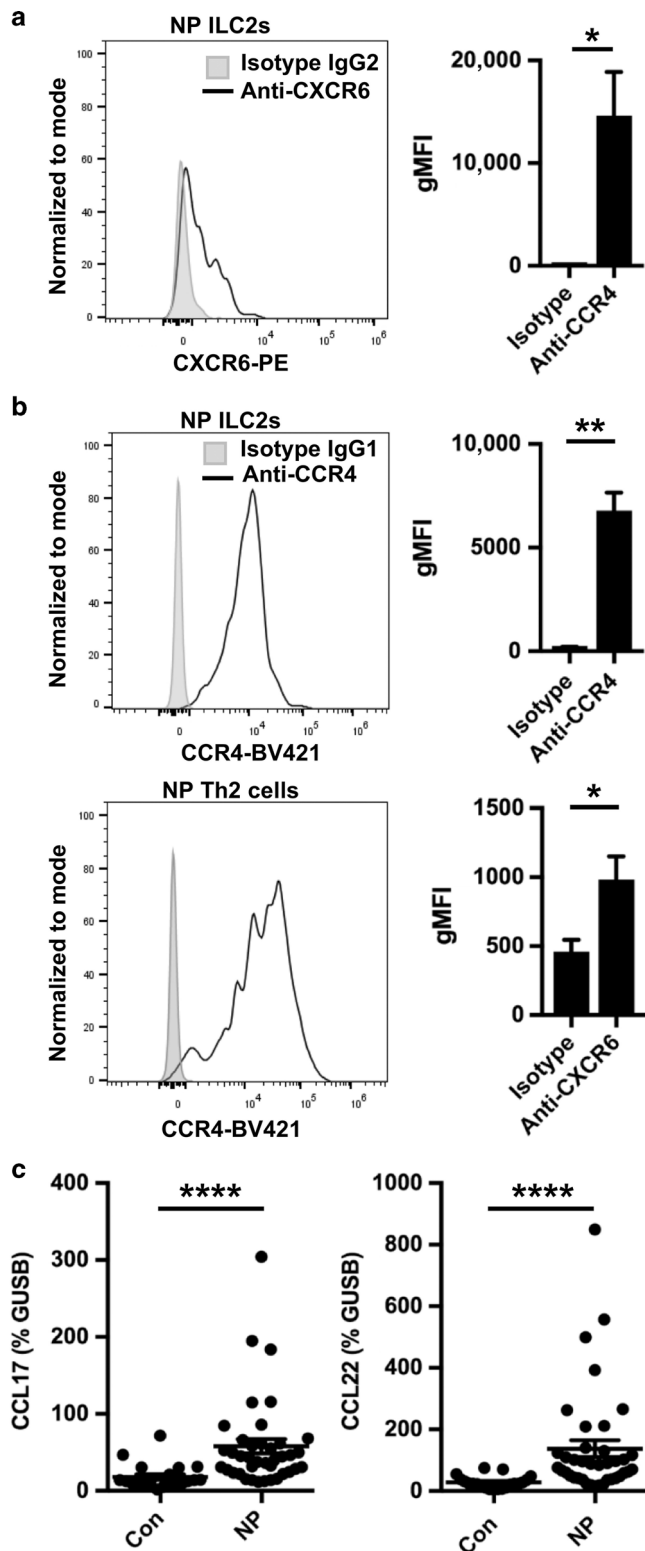 a
NP ILC2s
Isotype IgG2
Anti-CXCR6
Normalized to mode
100
80
60
40
20
0
0 10^4 10^5 10^6
CXCR6-PE
*
gMFI
20,000
10,000
0
Isotype
Anti-CCR4
b
NP ILC2s
Isotype IgG1
Anti-CCR4
Normalized to mode
100
80
60
40
20
0
0 10^4 10^5 10^6
CCR4-BV421
**
gMFI
10,000
5000
0
Isotype
Anti-CCR4
NP Th2 cells
Normalized to mode
100
80
60
40
20
0
0 10^4 10^5 10^6
CCR4-BV421
*
gMFI
1500
1000
500
0
Isotype
Anti-CXCR6
c
****
CCL17 (% GUSB)
400
300
200
100
0
Con
NP
****
CCL22 (% GUSB)
1000
800
600
400
200
0
Con
NP